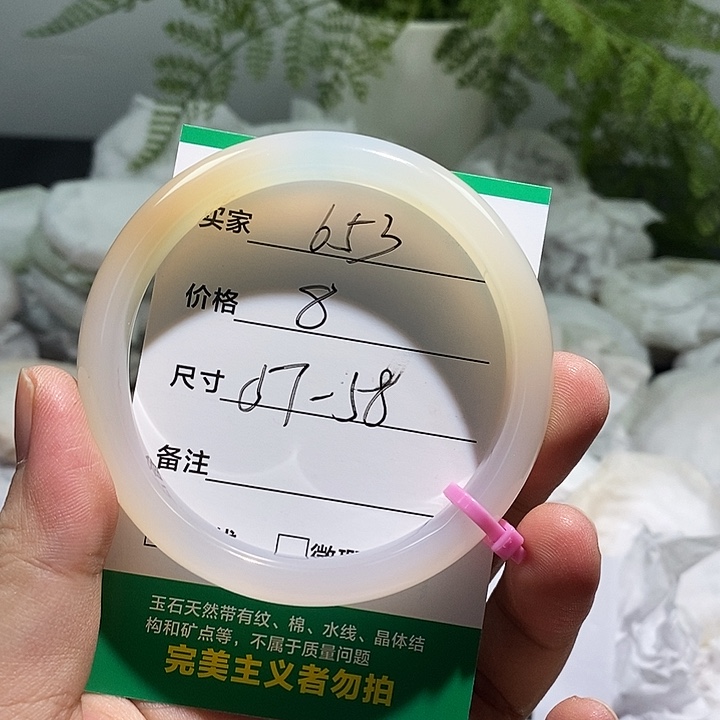 买家 653
价格 8
尺寸 57-58
备注
微瑕
玉石天然带有纹、棉、水线、晶体结
构和矿点等，不属于质量问题
完美主义者勿拍